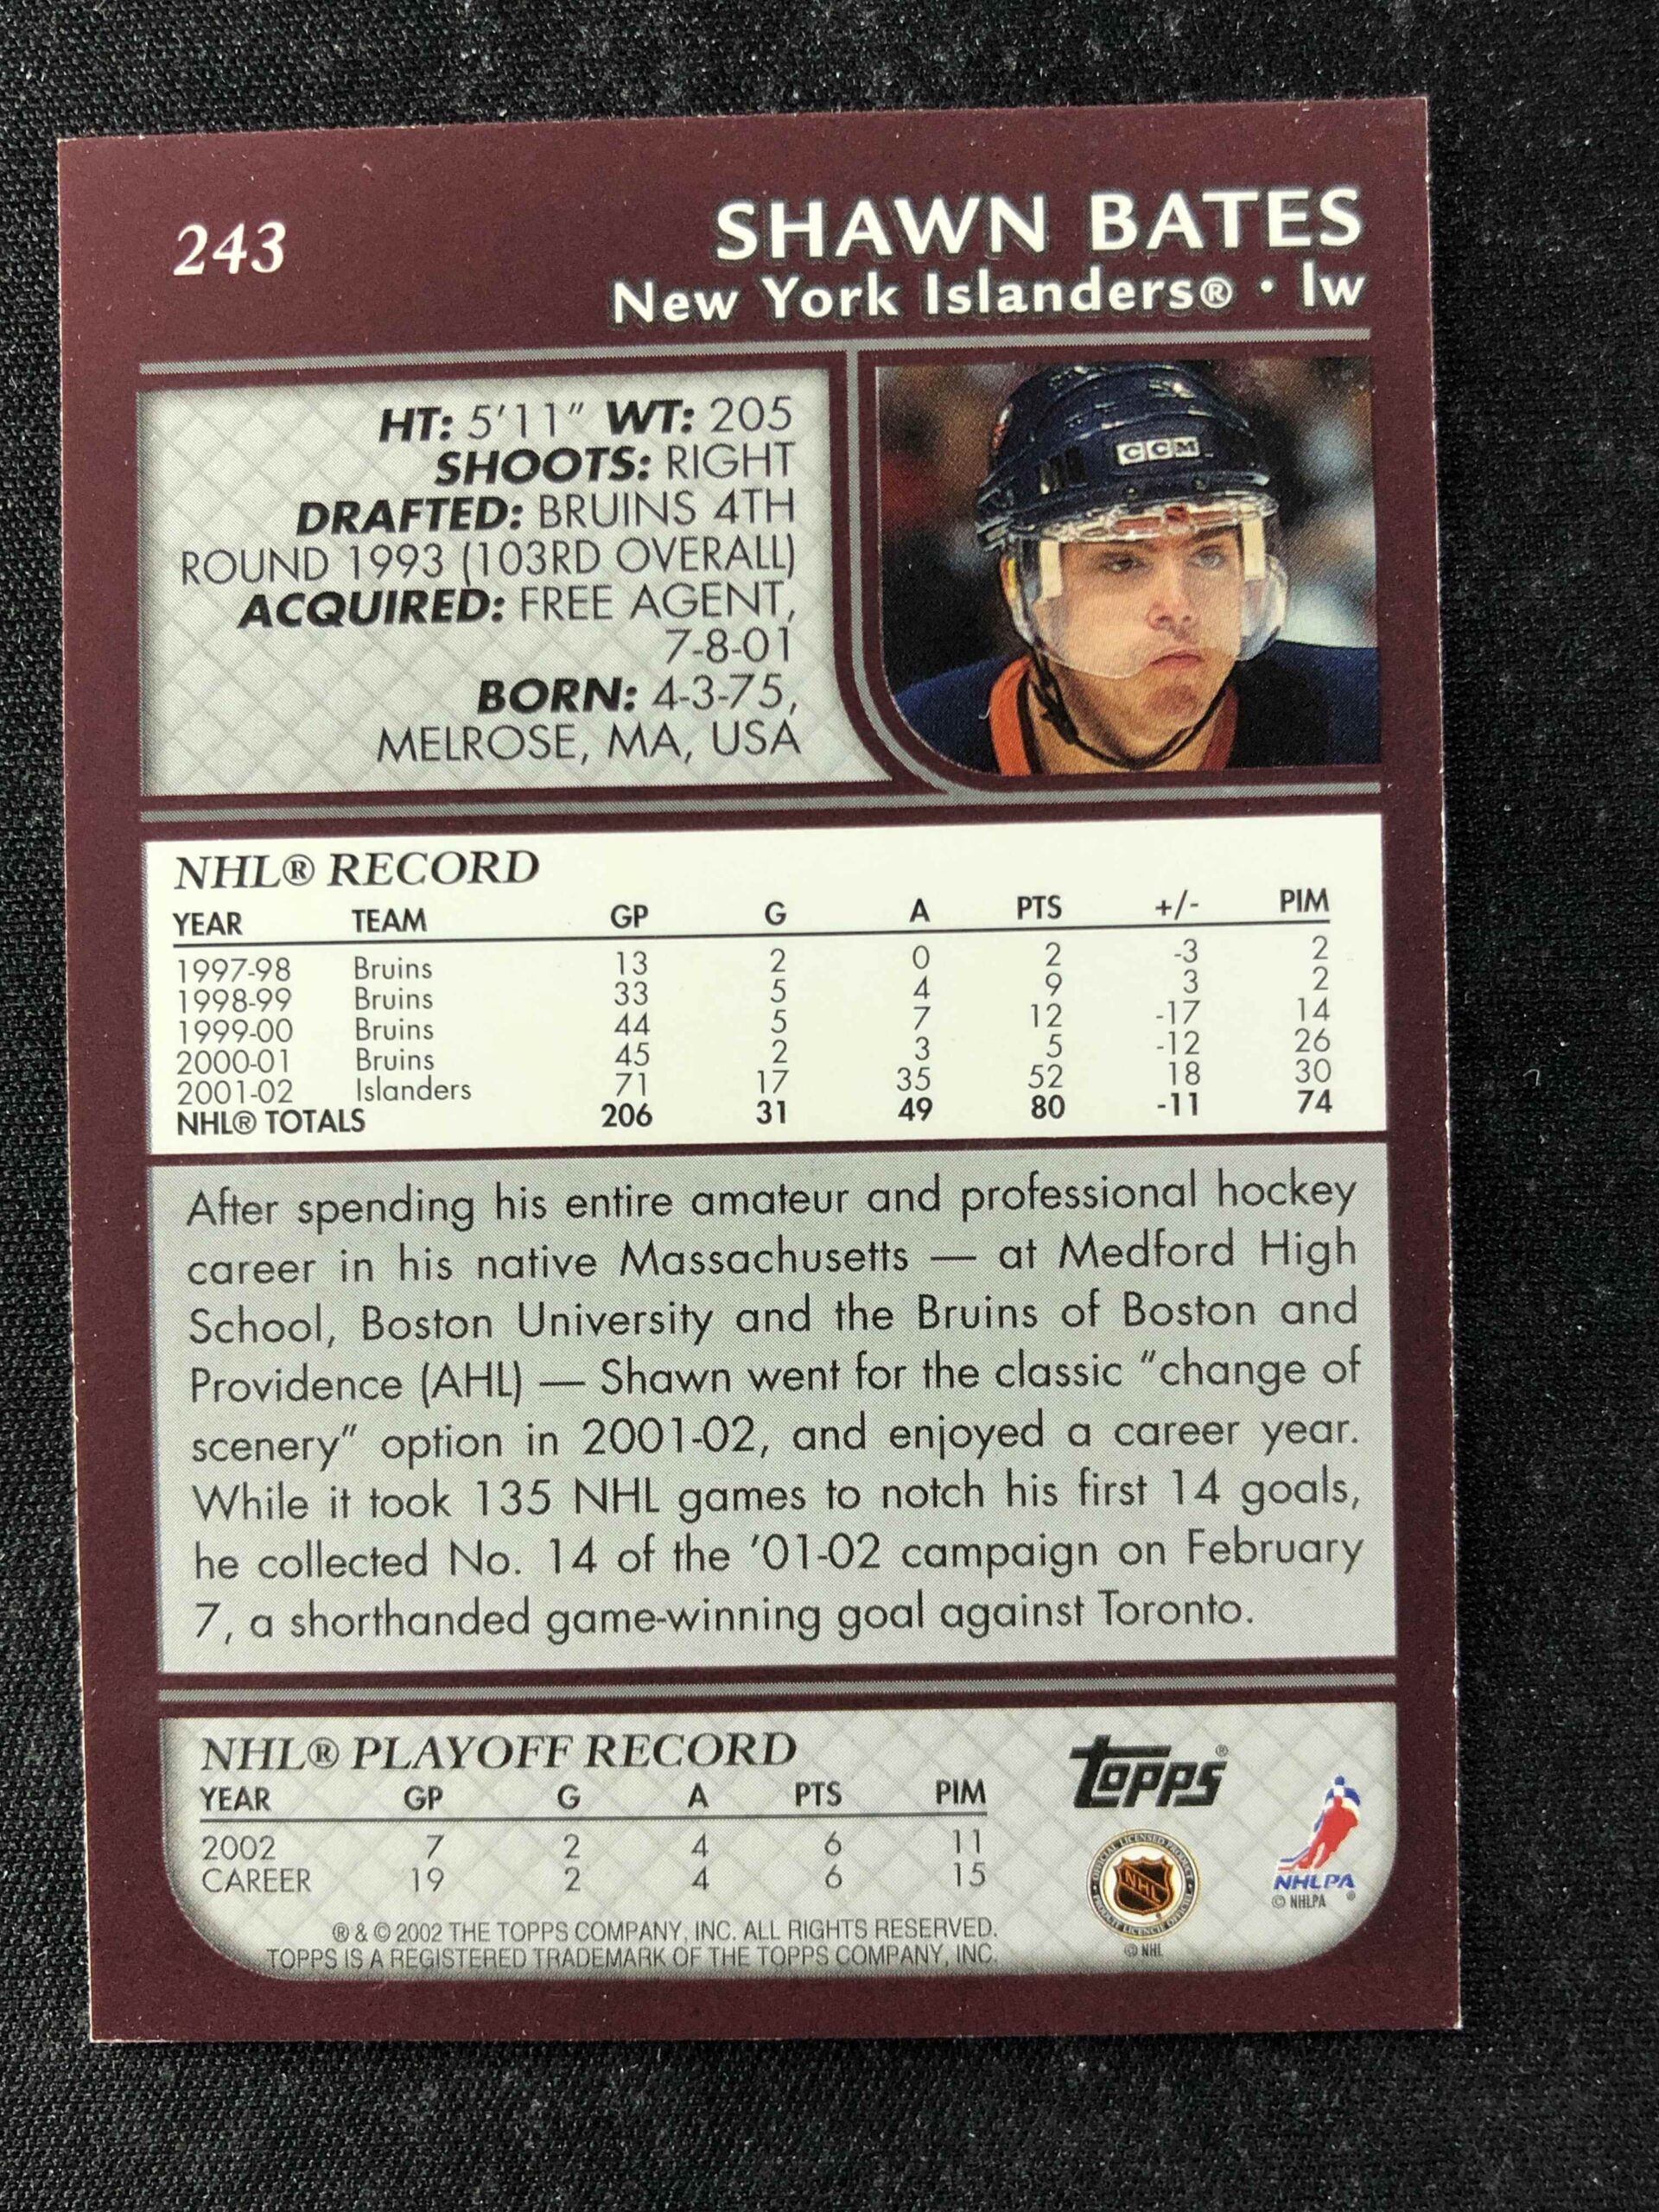 243
SHAWN BATES
New York Islanders® · lw
HT: 5'11" WT: 205
SHOOTS: RIGHT
DRAFTED: BRUINS 4TH
ROUND 1993 (103RD OVERALL)
ACQUIRED: FREE AGENT,
7-8-01
BORN: 4-3-75,
MELROSE, MA, USA
CCM
NHL® RECORD
YEAR TEAM GP G A PTS +/- PIM
1997-98 Bruins 13 2 0 2 -3 2
1998-99 Bruins 33 5 4 9 3 2
1999-00 Bruins 44 5 7 12 -17 14
2000-01 Bruins 45 2 3 5 -12 26
2001-02 Islanders 71 17 35 52 18 30
NHL® TOTALS 206 31 49 80 -11 74
After spending his entire amateur and professional hockey
career in his native Massachusetts — at Medford High
School, Boston University and the Bruins of Boston and
Providence (AHL) — Shawn went for the classic "change of
scenery" option in 2001-02, and enjoyed a career year.
While it took 135 NHL games to notch his first 14 goals,
he collected No. 14 of the '01-02 campaign on February
7, a shorthanded game-winning goal against Toronto.
NHL® PLAYOFF RECORD
YEAR GP G A PTS PIM
2002 7 2 4 6 11
CAREER 19 2 4 6 15
® & © 2002 THE TOPPS COMPANY, INC. ALL RIGHTS RESERVED.
TOPPS IS A REGISTERED TRADEMARK OF THE TOPPS COMPANY, INC.
Topps®
OFFICIAL LICENSED PRODUCT
NHL
© NHL
NHLPA
© NHLPA ®